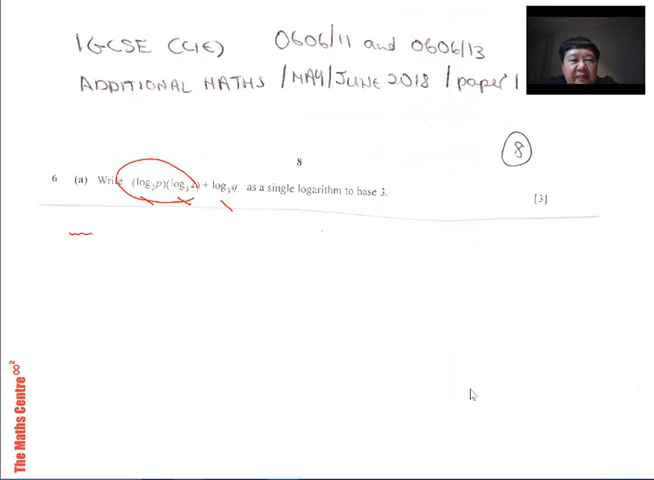 IGCSE (CIE) 0606/11 and 0606/13
ADDITIONAL MATHS / MAY/JUNE 2018 / paper 1
8
8
6 (a) Write (log₂p)(log₃2) + log₃q as a single logarithm to base 3.
[3]
The Maths Centre∞²